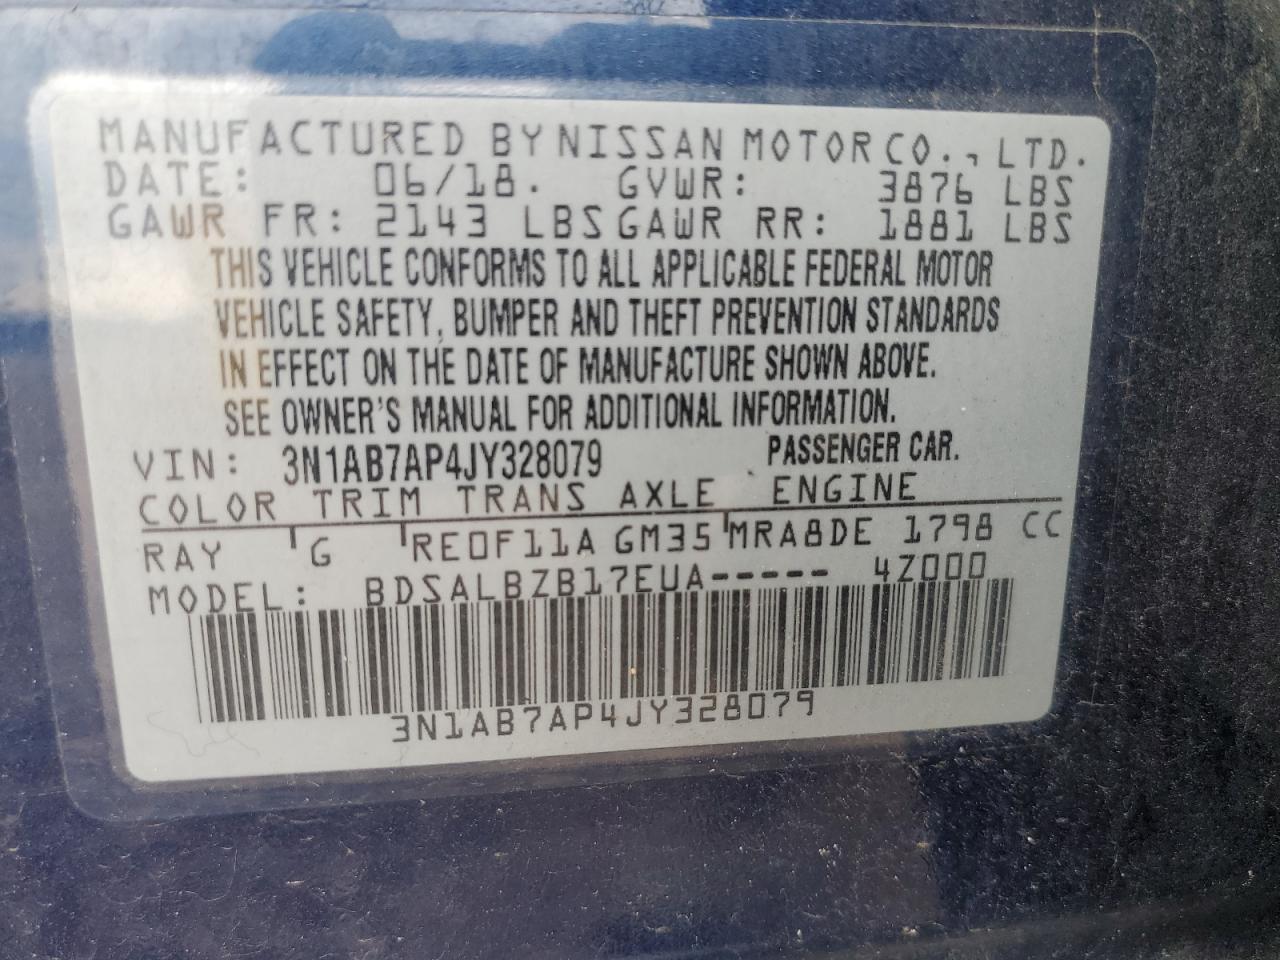 MANUFACTURED BY NISSAN MOTOR CO., LTD.
DATE: 06/18. GVWR: 3876 LBS
GAWR FR: 2143 LBS GAWR RR: 1881 LBS
THIS VEHICLE CONFORMS TO ALL APPLICABLE FEDERAL MOTOR
VEHICLE SAFETY, BUMPER AND THEFT PREVENTION STANDARDS
IN EFFECT ON THE DATE OF MANUFACTURE SHOWN ABOVE.
SEE OWNER'S MANUAL FOR ADDITIONAL INFORMATION.
VIN: 3N1AB7AP4JY328079 PASSENGER CAR.
COLOR TRIM TRANS AXLE ENGINE
RAY G RE0F11A GM35 MRA8DE 1798 CC
MODEL: BDSALBZB17EUA----- 4Z000
3N1AB7AP4JY328079